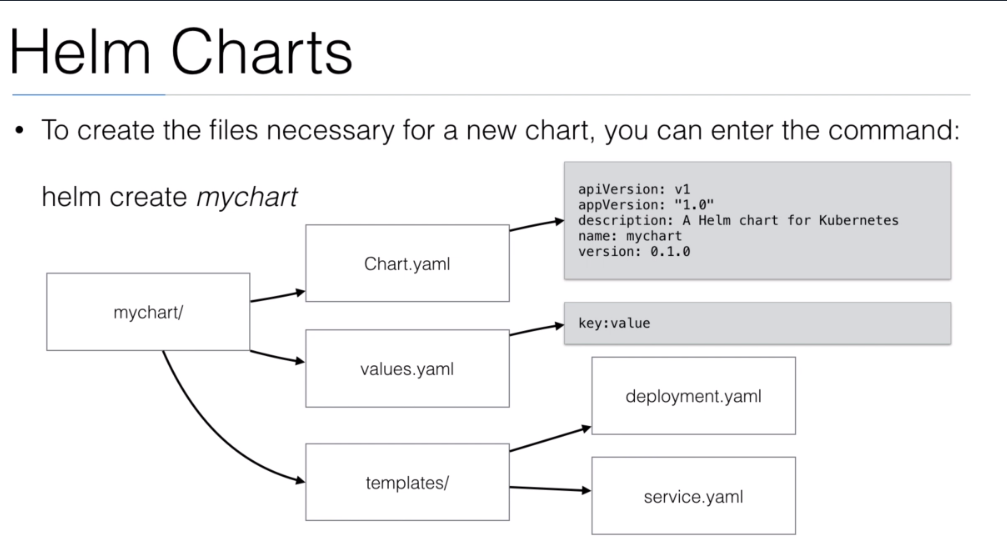 Helm Charts
• To create the files necessary for a new chart, you can enter the command:
helm create mychart
apiVersion: v1
appVersion: "1.0"
description: A Helm chart for Kubernetes
name: mychart
version: 0.1.0
Chart.yaml
mychart/
key:value
values.yaml
deployment.yaml
templates/
service.yaml